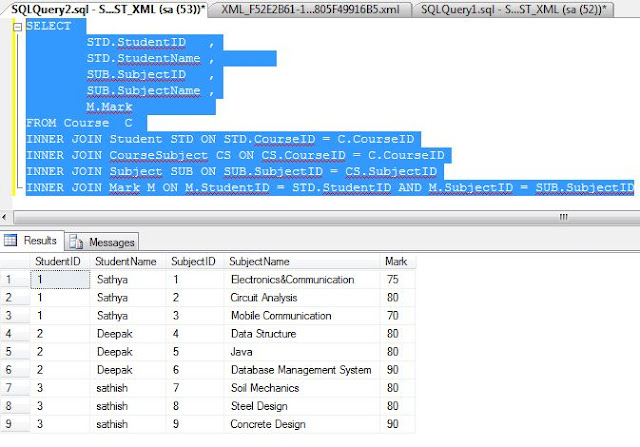 SQLQuery2.sql - S...ST_XML (sa (53))* XML_F52E2B61-1...805F49916B5.xml SQLQuery1.sql - S...ST_XML (sa (52))*
SELECT
STD.StudentID ,
STD.StudentName ,
SUB.SubjectID ,
SUB.SubjectName ,
M.Mark
FROM Course C
INNER JOIN Student STD ON STD.CourseID = C.CourseID
INNER JOIN CourseSubject CS ON CS.CourseID = C.CourseID
INNER JOIN Subject SUB ON SUB.SubjectID = CS.SubjectID
INNER JOIN Mark M ON M.StudentID = STD.StudentID AND M.SubjectID = SUB.SubjectID
Results Messages
StudentID StudentName SubjectID SubjectName Mark
1 1 Sathya 1 Electronics&Communication 75
2 1 Sathya 2 Circuit Analysis 80
3 1 Sathya 3 Mobile Communication 70
4 2 Deepak 4 Data Structure 80
5 2 Deepak 5 Java 80
6 2 Deepak 6 Database Management System 90
7 3 sathish 7 Soil Mechanics 80
8 3 sathish 8 Steel Design 80
9 3 sathish 9 Concrete Design 90